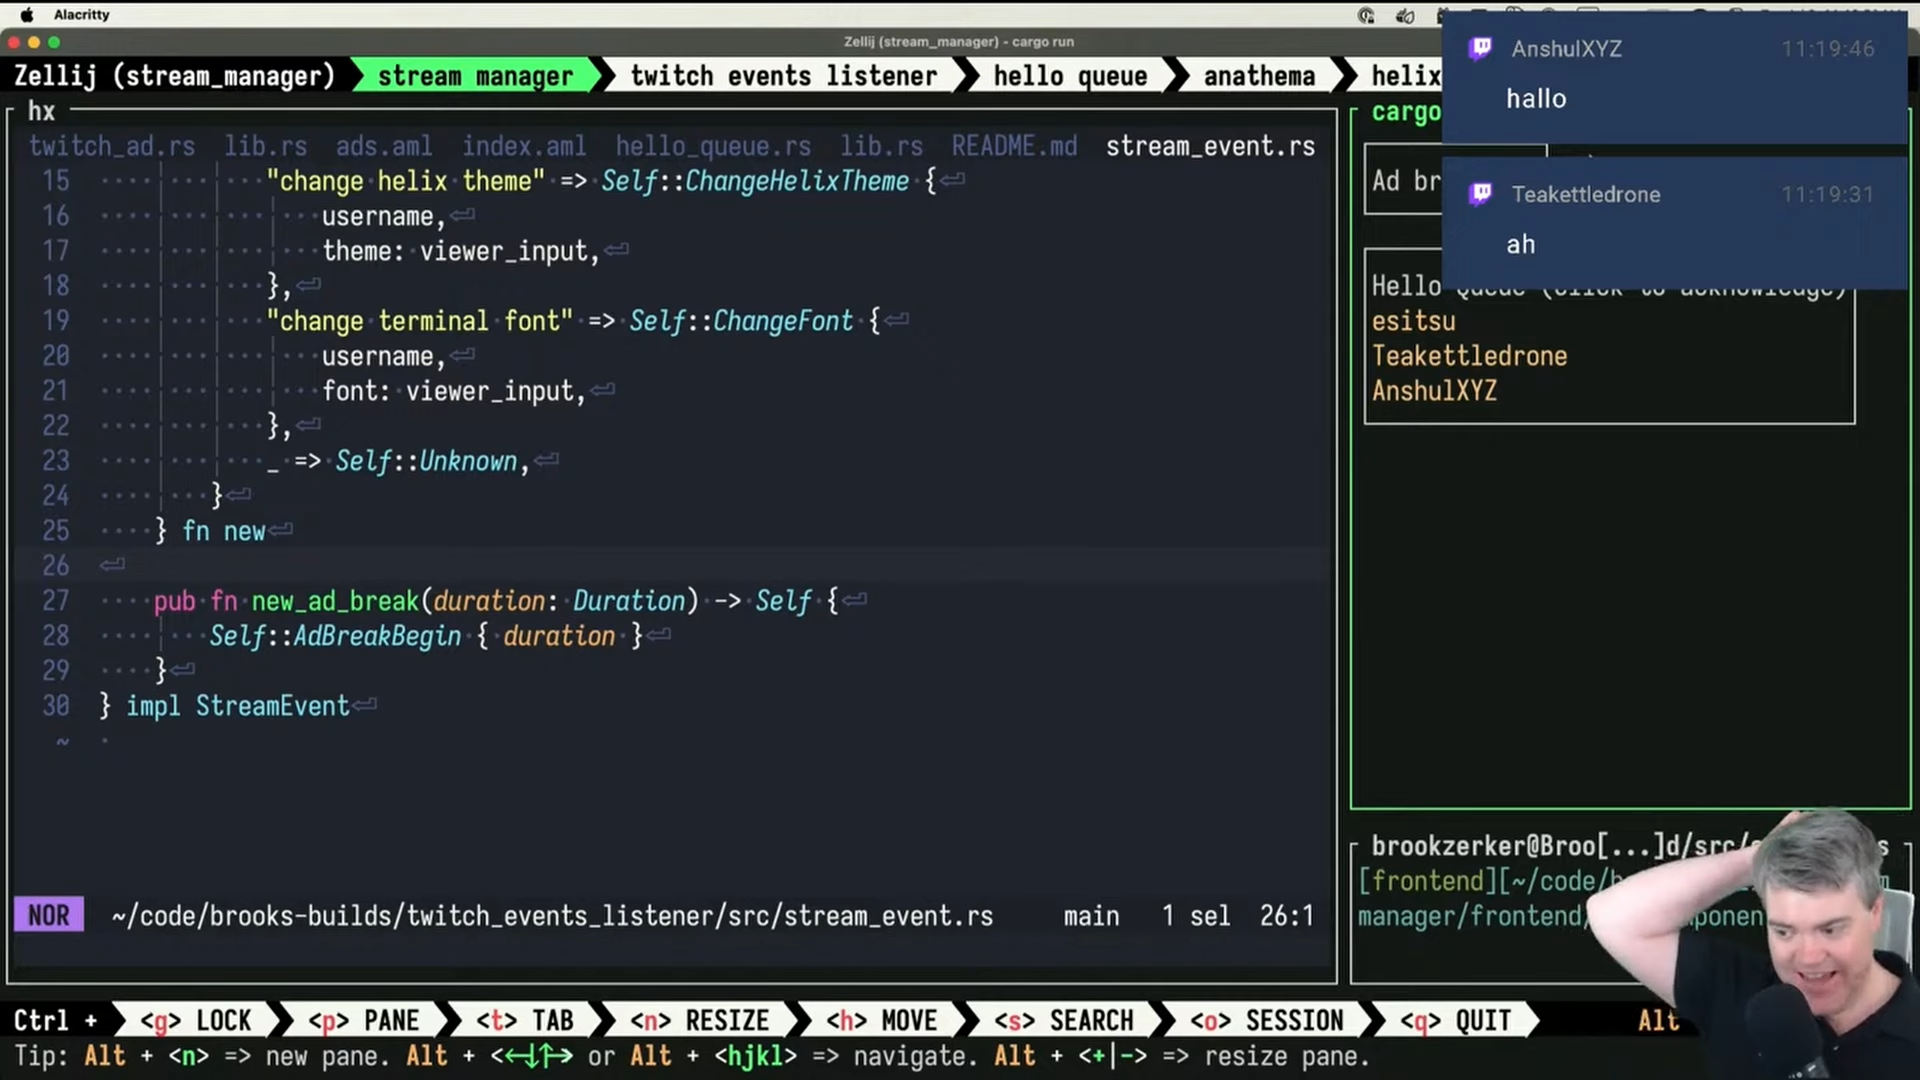 Alacritty
Zellij (stream_manager) - cargo run
Zellij (stream_manager) stream manager twitch events listener hello queue anathema helix
hx
twitch_ad.rs lib.rs ads.aml index.aml hello_queue.rs lib.rs README.md stream_event.rs
15 "change helix theme" => Self::ChangeHelixTheme {
16 username,
17 theme: viewer_input,
18 },
19 "change terminal font" => Self::ChangeFont {
20 username,
21 font: viewer_input,
22 },
23 _ => Self::Unknown,
24 }
25 } fn new
26
27 pub fn new_ad_break(duration: Duration) -> Self {
28 Self::AdBreakBegin { duration }
29 }
30 } impl StreamEvent
~
NOR ~/code/brooks-builds/twitch_events_listener/src/stream_event.rs main 1 sel 26:1
AnshulXYZ 11:19:46
hallo
Teakettledrone 11:19:31
ah
cargo
Ad br
Hello Queue (click to acknowledge)
esitsu
Teakettledrone
AnshulXYZ
brookzerker@Broo[...]d/src/
[frontend][~/code/b
manager/frontend/
Ctrl + <g> LOCK <p> PANE <t> TAB <n> RESIZE <h> MOVE <s> SEARCH <o> SESSION <q> QUIT Alt
Tip: Alt + <n> => new pane. Alt + <←↓↑→> or Alt + <hjkl> => navigate. Alt + <+|-> => resize pane.